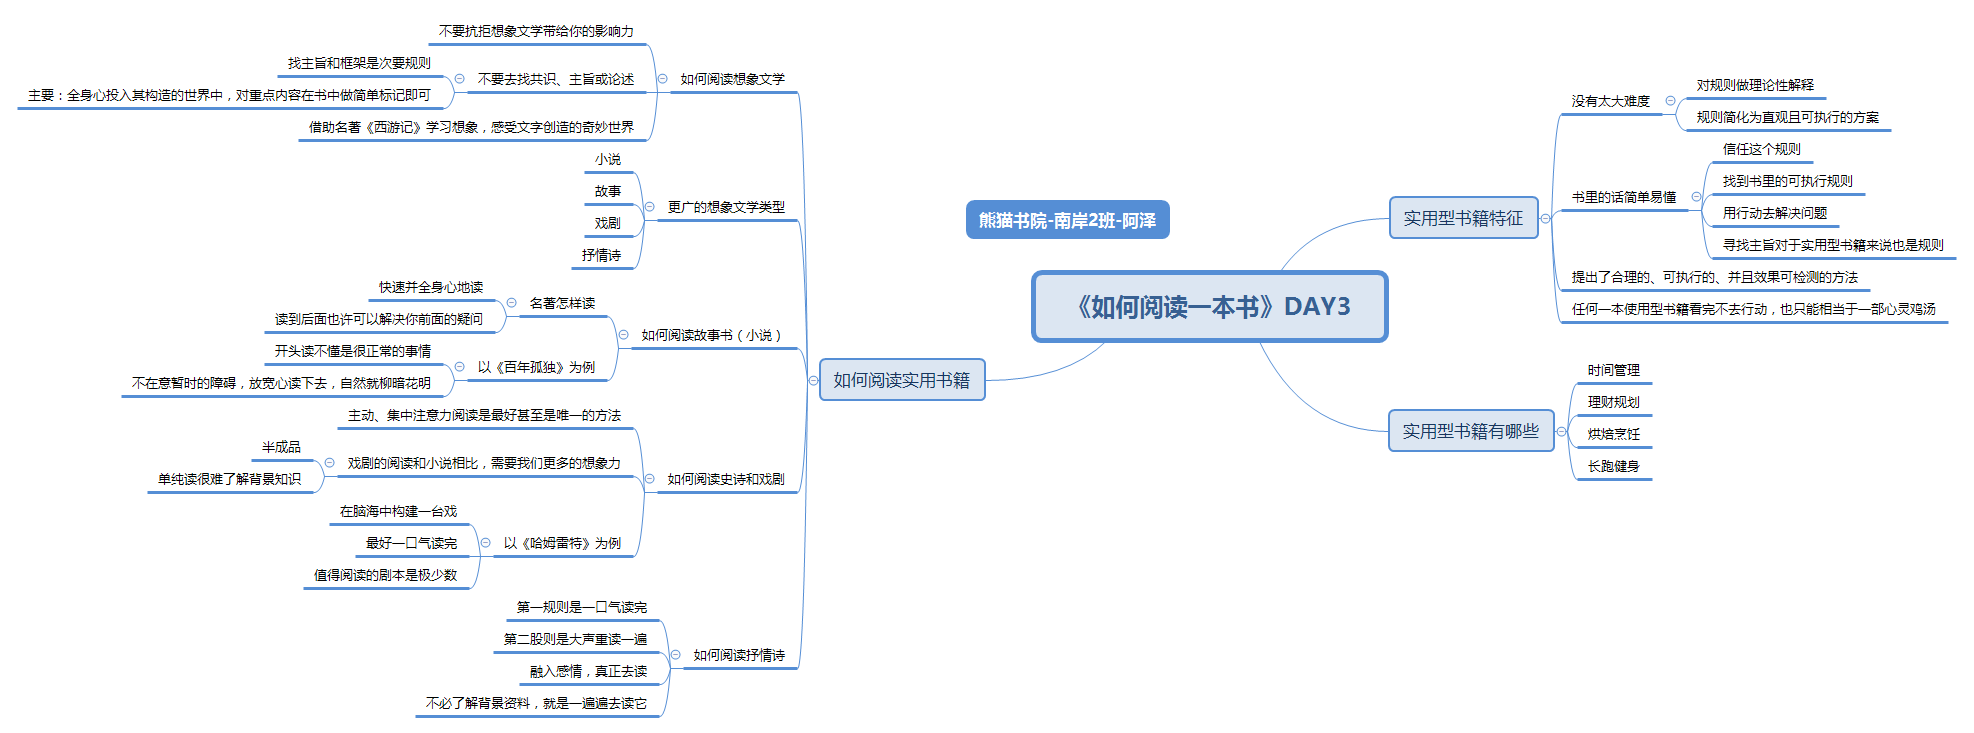 熊猫书院-南岸2班-阿泽
《如何阅读一本书》DAY3
实用型书籍特征
没有太大难度
对规则做理论性解释
规则简化为直观且可执行的方案
书里的话简单易懂
信任这个规则
找到书里的可执行规则
用行动去解决问题
寻找主旨对于实用型书籍来说也是规则
提出了合理的、可执行的、并且效果可检测的方法
任何一本使用型书籍看完不去行动，也只能相当于一部心灵鸡汤
实用型书籍有哪些
时间管理
理财规划
烘焙烹饪
长跑健身
如何阅读实用书籍
如何阅读想象文学
不要抗拒想象文学带给你的影响力
不要去找共识、主旨或论述
找主旨和框架是次要规则
主要：全身心投入其构造的世界中，对重点内容在书中做简单标记即可
借助名著《西游记》学习想象，感受文字创造的奇妙世界
更广的想象文学类型
小说
故事
戏剧
抒情诗
如何阅读故事书（小说）
名著怎样读
快速并全身心地读
读到后面也许可以解决你前面的疑问
以《百年孤独》为例
开头读不懂是很正常的事情
不在意暂时的障碍，放宽心读下去，自然就柳暗花明
如何阅读史诗和戏剧
主动、集中注意力阅读是最好甚至是唯一的方法
戏剧的阅读和小说相比，需要我们更多的想象力
半成品
单纯读很难了解背景知识
以《哈姆雷特》为例
在脑海中构建一台戏
最好一口气读完
值得阅读的剧本是极少数
如何阅读抒情诗
第一规则是一口气读完
第二股则是大声重读一遍
融入感情，真正去读
不必了解背景资料，就是一遍遍去读它